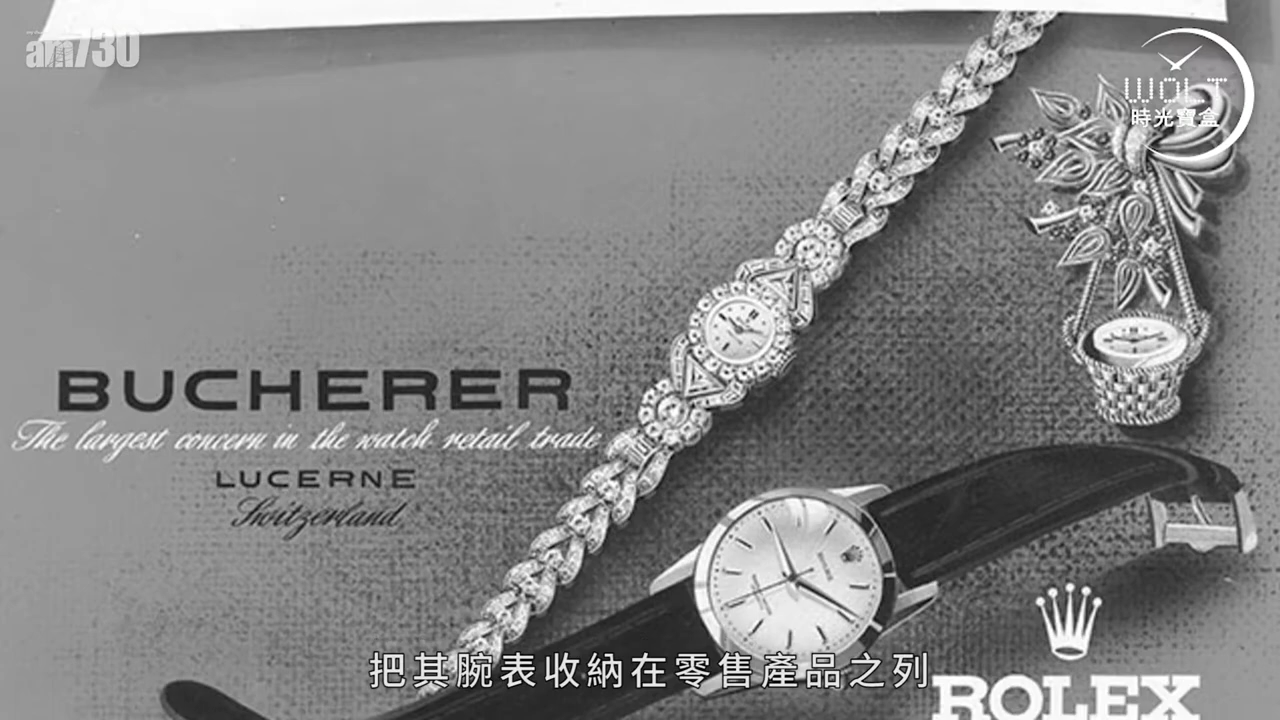 am730
WOLT
時光寶盒
BUCHERER
The largest concern in the watch retail trade
LUCERNE
Switzerland
ROLEX
把其腕表收納在零售產品之列
ROLEX